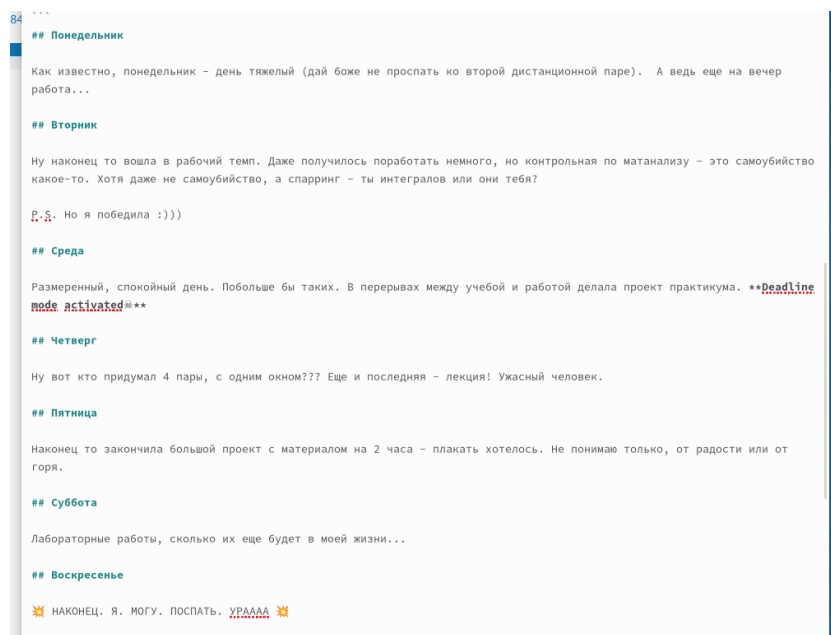 84
```
## Понедельник
Как известно, понедельник – день тяжелый (дай боже не проспать ко второй дистанционной паре).  А ведь еще на вечер
работа...
## Вторник
Ну наконец то вошла в рабочий темп. Даже получилось поработать немного, но контрольная по матанализу – это самоубийство
какое-то. Хотя даже не самоубийство, а спарринг – ты интегралов или они тебя?
P.S. Но я победила :)))
## Среда
Размеренный, спокойный день. Побольше бы таких. В перерывах между учебой и работой делала проект практикума. **Deadline
mode activated☠**
## Четверг
Ну вот кто придумал 4 пары, с одним окном??? Еще и последняя – лекция! Ужасный человек.
## Пятница
Наконец то закончила большой проект с материалом на 2 часа – плакать хотелось. Не понимаю только, от радости или от
горя.
## Суббота
Лабораторные работы, сколько их еще будет в моей жизни...
## Воскресенье
💥 НАКОНЕЦ. Я. МОГУ. ПОСПАТЬ. УРАААА 💥